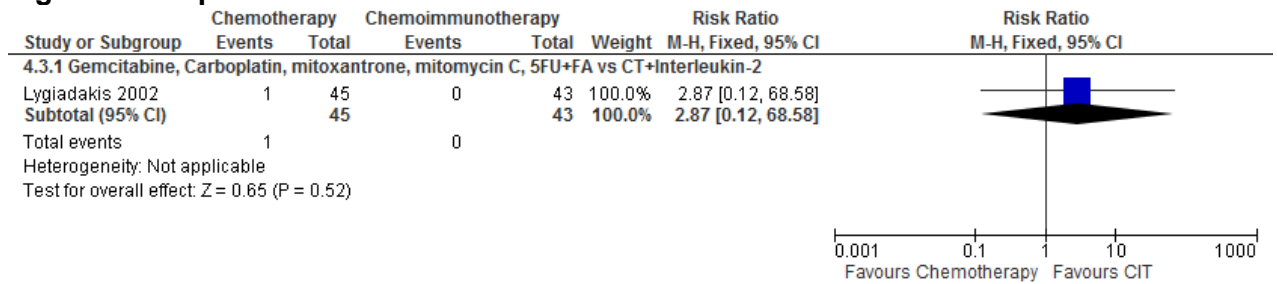 Chemotherapy Chemoimmunotherapy Risk Ratio Risk Ratio
Study or Subgroup Events Total Events Total Weight M-H, Fixed, 95% CI M-H, Fixed, 95% CI
4.3.1 Gemcitabine, Carboplatin, mitoxantrone, mitomycin C, 5FU+FA vs CT+Interleukin-2
Lygiadakis 2002 1 45 0 43 100.0% 2.87 [0.12, 68.58]
Subtotal (95% CI) 45 43 100.0% 2.87 [0.12, 68.58]
Total events 1 0
Heterogeneity: Not applicable
Test for overall effect: Z = 0.65 (P = 0.52)
0.001 0.1 1 10 1000
Favours Chemotherapy Favours CIT